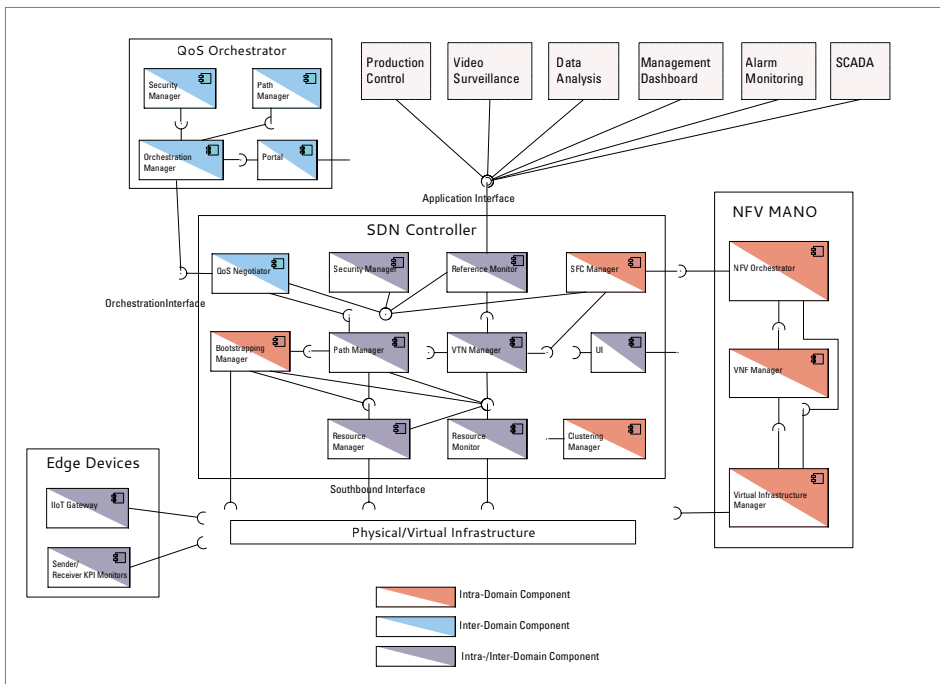 QoS Orchestrator
Security
Manager
Path
Manager
Orchestration
Manager
Portal
Production
Control
Video
Surveillance
Data
Analysis
Management
Dashboard
Alarm
Monitoring
SCADA
Application Interface
SDN Controller
QoS Negotiator
Security Manager
Reference Monitor
SFC Manager
OrchestrationInterface
Bootstrapping
Manager
Path Manager
VTN Manager
UI
Resource
Manager
Resource
Monitor
Clustering
Manager
Southbound Interface
NFV MANO
NFV Orchestrator
VNF Manager
Virtual Infrastructure
Manager
Edge Devices
IIoT Gateway
Sender/
Receiver KPI Monitors
Physical/Virtual Infrastructure
Intra-Domain Component
Inter-Domain Component
Intra-/Inter-Domain Component